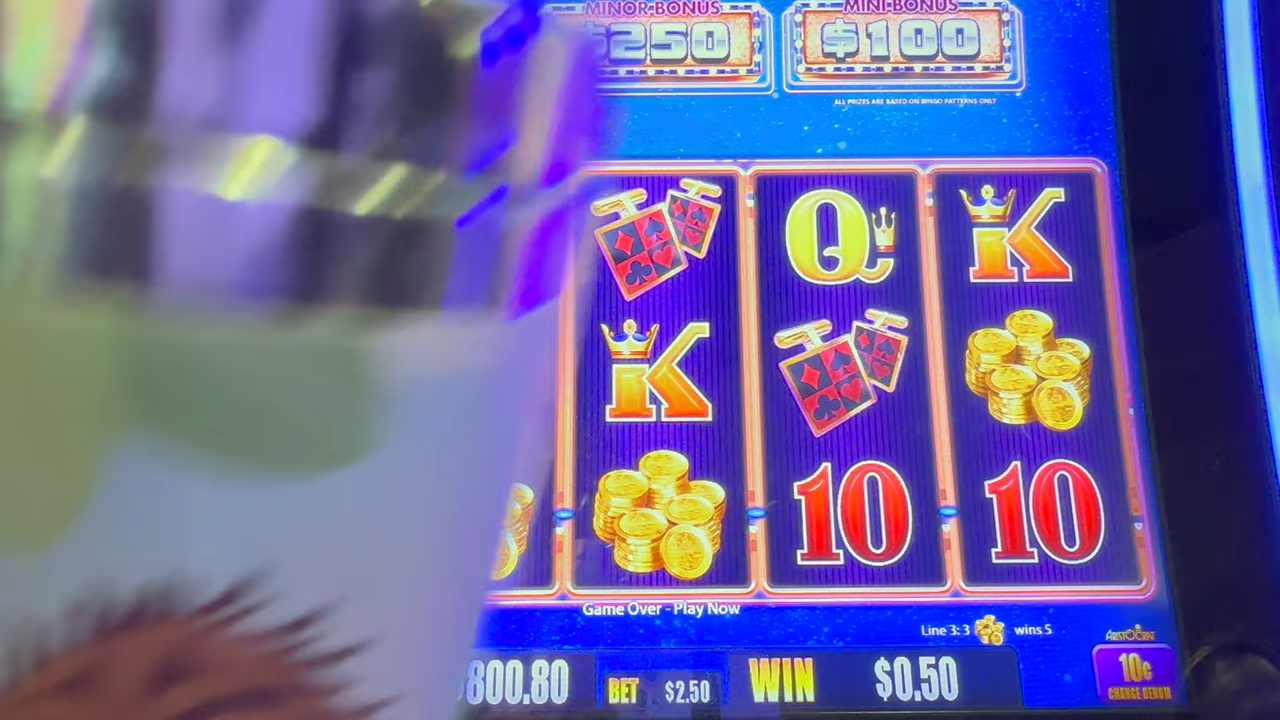 MINOR BONUS
$250
MINI BONUS
$100
ALL PRIZES ARE BASED ON BINGO PATTERNS ONLY
Q
K
K
10
10
Game Over - Play Now
Line 3: 3 wins 5
ARISTOCRAT
800.80
BET $2.50
WIN $0.50
10¢
CHANGE DENOM